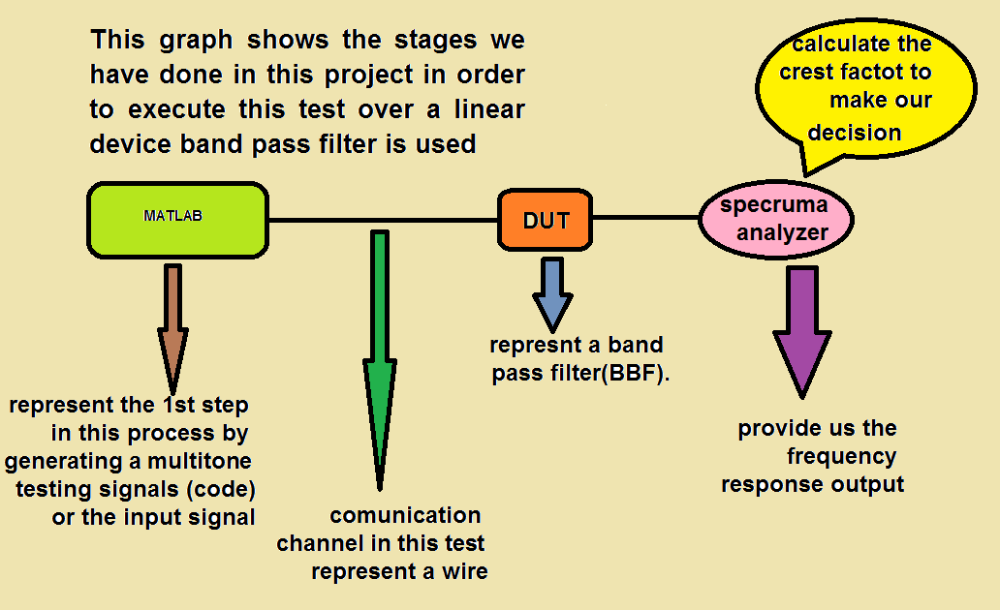 This graph shows the stages we
have done in this project in order
to execute this test over a linear
device band pass filter is used
calculate the
crest factot to
make our
decision
MATLAB
DUT
specruma
analyzer
represent the 1st step
in this process by
generating a multitone
testing signals (code)
or the input signal
comunication
channel in this test
represent a wire
represnt a band
pass filter(BBF).
provide us the
frequency
response output